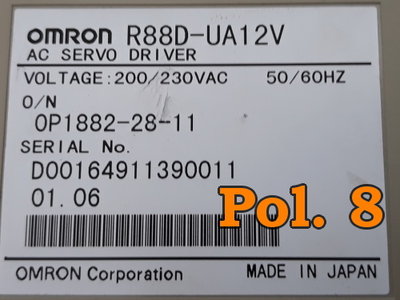 OMRON R88D-UA12V
AC SERVO DRIVER
VOLTAGE:200/230VAC 50/60HZ
O/N
OP1882-28-11
SERIAL No.
D00164911390011
01.06
Pol. 8
OMRON Corporation MADE IN JAPAN